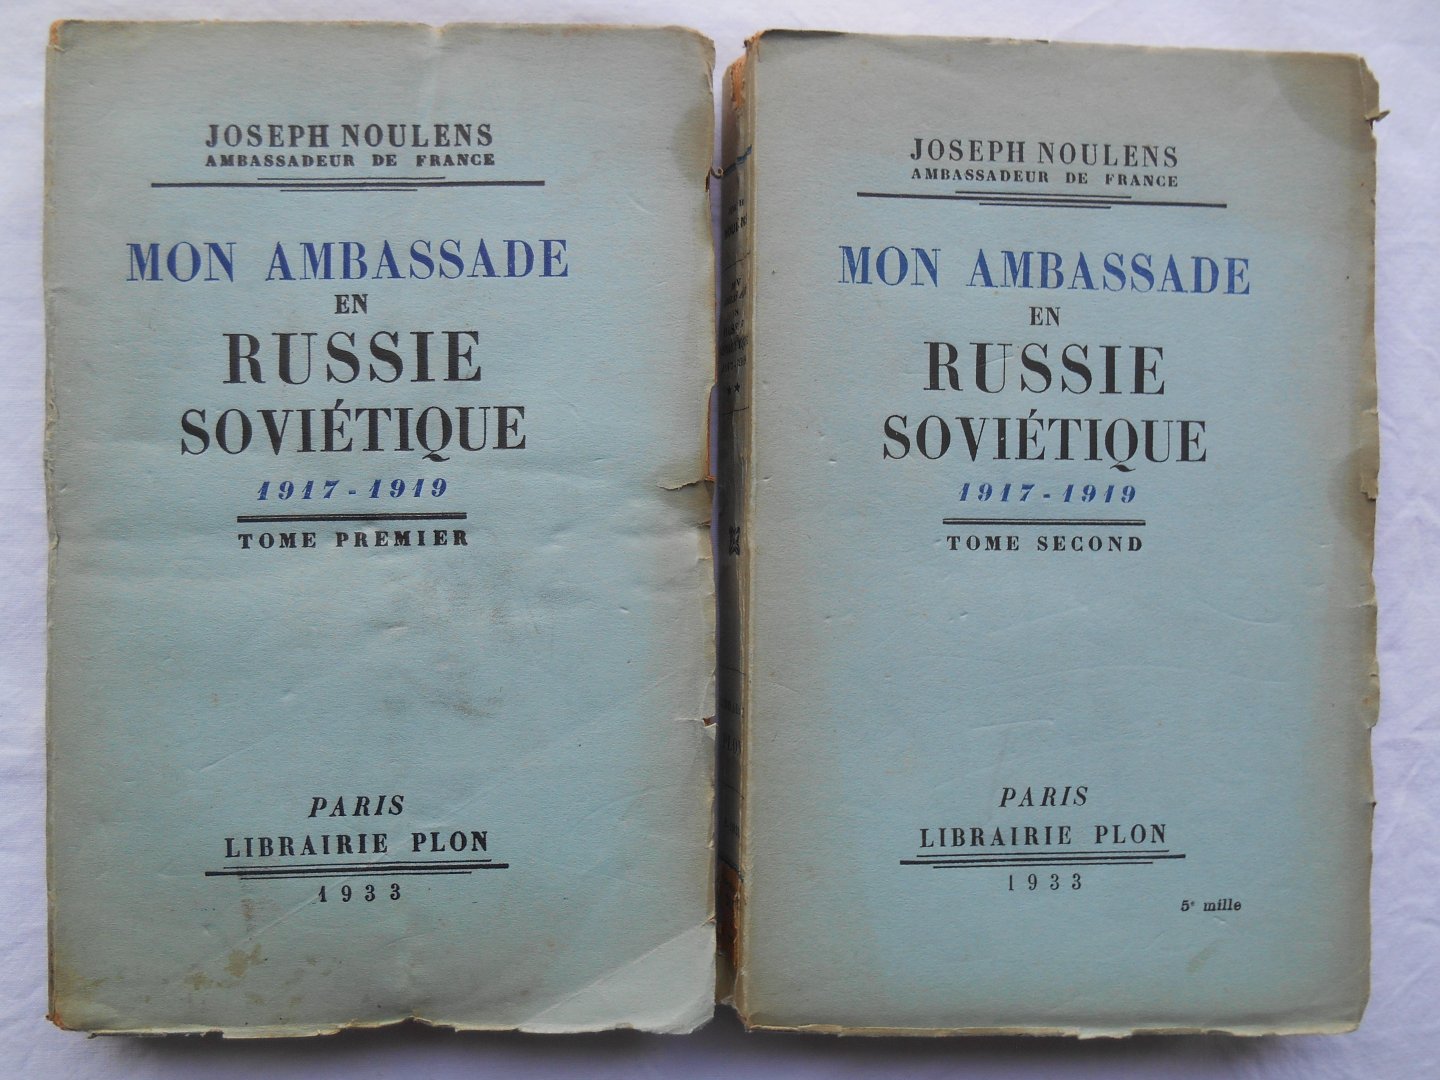 JOSEPH NOULENS
AMBASSADEUR DE FRANCE
MON AMBASSADE
EN
RUSSIE
SOVIÉTIQUE
1917-1919
TOME PREMIER
PARIS
LIBRAIRIE PLON
1933
PLON
JOSEPH NOULENS
AMBASSADEUR DE FRANCE
MON AMBASSADE
EN
RUSSIE
SOVIÉTIQUE
1917-1919
TOME SECOND
PARIS
LIBRAIRIE PLON
1933
5e mille